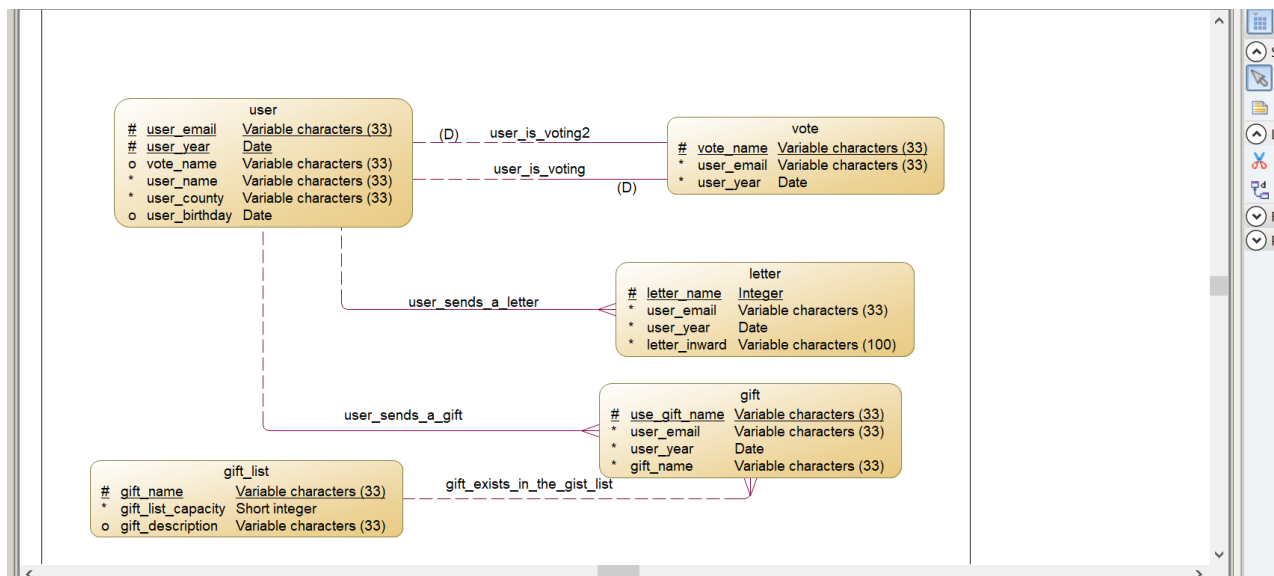 user
# user_email Variable characters (33)
# user_year Date
o vote_name Variable characters (33)
* user_name Variable characters (33)
* user_county Variable characters (33)
o user_birthday Date
(D) user_is_voting2
user_is_voting
(D)
vote
# vote_name Variable characters (33)
* user_email Variable characters (33)
* user_year Date
letter
# letter_name Integer
* user_email Variable characters (33)
* user_year Date
* letter_inward Variable characters (100)
user_sends_a_letter
gift
# use_gift_name Variable characters (33)
* user_email Variable characters (33)
* user_year Date
* gift_name Variable characters (33)
user_sends_a_gift
gift_list
# gift_name Variable characters (33)
* gift_list_capacity Short integer
o gift_description Variable characters (33)
gift_exists_in_the_gist_list